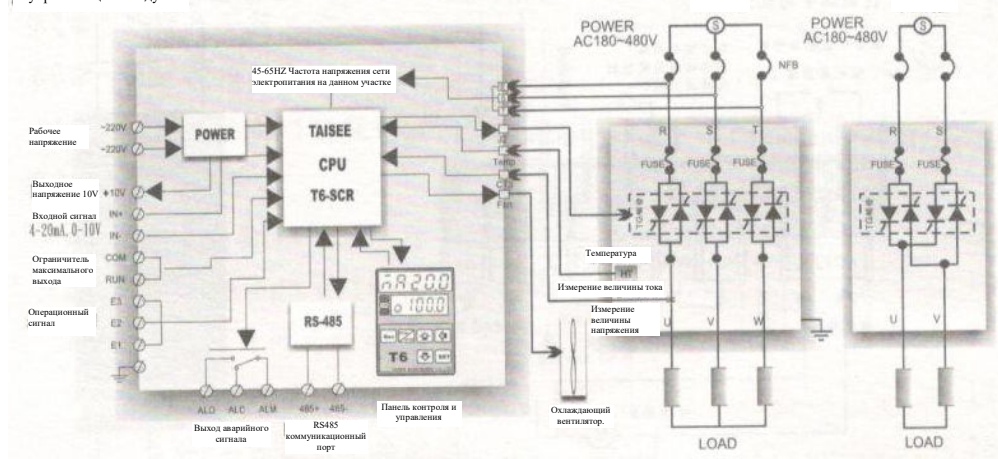 POWER
AC180~480V
S
NFB
POWER
AC180~480V
S
45-65HZ Частота напряжения сети
электропитания на данном участке
Рабочее
напряжение
~220V
~220V
POWER
TAISEE
CPU
T6-SCR
Выходное
напряжение 10V
+10V
Входной сигнал
4-20mA, 0-10V
IN+
IN-
Ограничитель
максимального
выхода
COM
RUN
Операционный
сигнал
E3
E2
E1
RS-485
T6
SET
ALO
ALC
ALM
485+
485-
Выход аварийного
сигнала
RS485
коммуникационный
порт
Панель контроля и
управления
Temp
Fan
R
S
T
FUSE
FUSE
FUSE
Температура
HT
Измерение величины тока
Измерение
величины
напряжения
U
V
W
Охлаждающий
вентилятор.
LOAD
R
S
FUSE
FUSE
U
V
LOAD